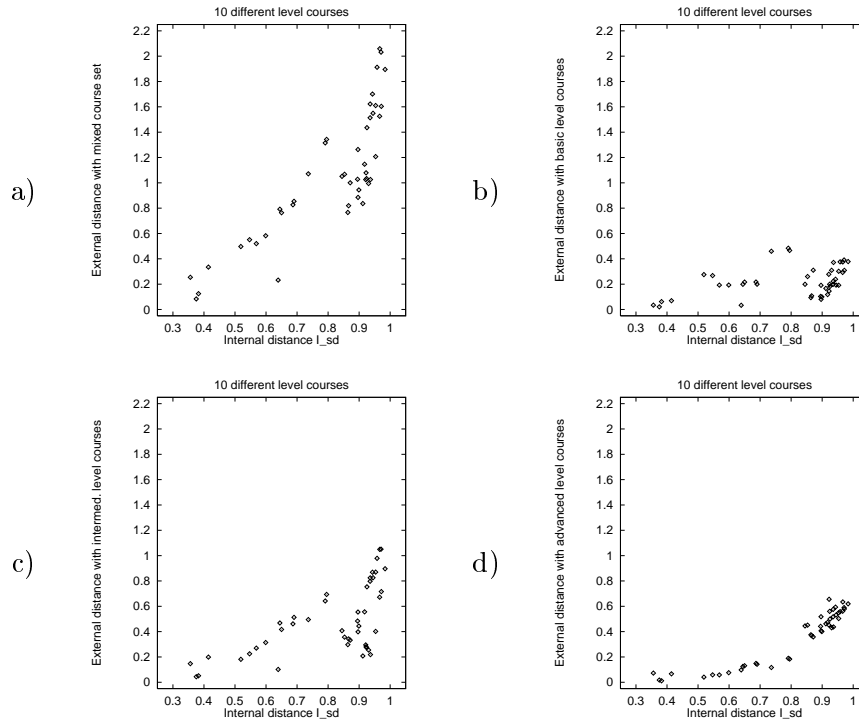 10 different level courses
External distance with mixed course set
2.2
2
1.8
1.6
1.4
1.2
1
0.8
0.6
0.4
0.2
0
0.3 0.4 0.5 0.6 0.7 0.8 0.9 1
Internal distance I_sd
a)
10 different level courses
External distance with basic level courses
2.2
2
1.8
1.6
1.4
1.2
1
0.8
0.6
0.4
0.2
0
0.3 0.4 0.5 0.6 0.7 0.8 0.9 1
Internal distance I_sd
b)
10 different level courses
External distance with intermed. level courses
2.2
2
1.8
1.6
1.4
1.2
1
0.8
0.6
0.4
0.2
0
0.3 0.4 0.5 0.6 0.7 0.8 0.9 1
Internal distance I_sd
c)
10 different level courses
External distance with advanced level courses
2.2
2
1.8
1.6
1.4
1.2
1
0.8
0.6
0.4
0.2
0
0.3 0.4 0.5 0.6 0.7 0.8 0.9 1
Internal distance I_sd
d)